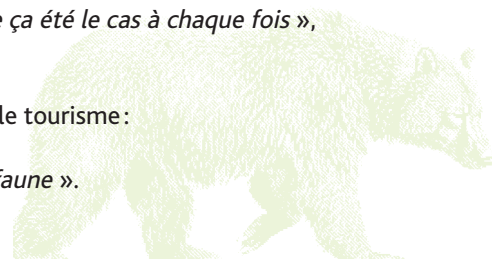 ça été le cas à chaque fois »,
le tourisme :
faune ».